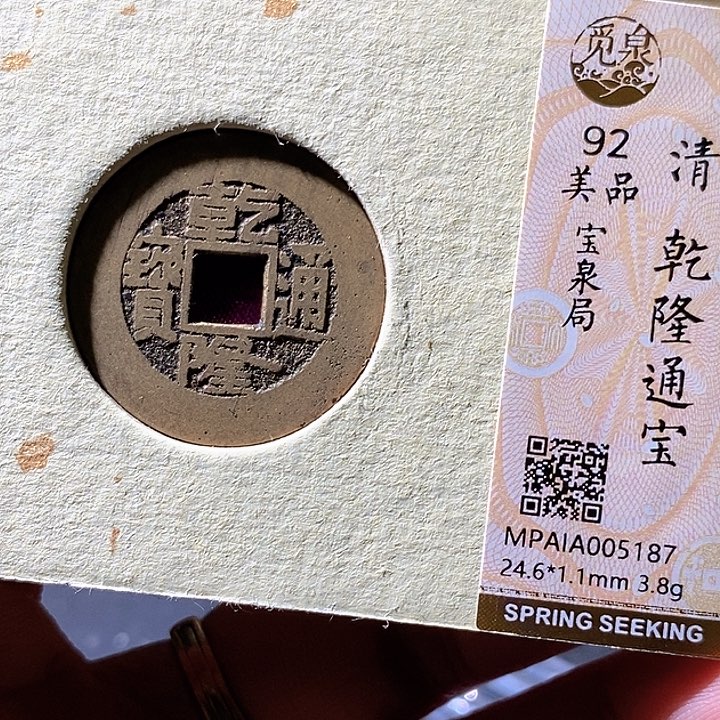 乾
隆
通
寶
觅泉
92
美品
宝泉局
清
乾隆通宝
MPAIA005187
24.6*1.1mm 3.8g
SPRING SEEKING